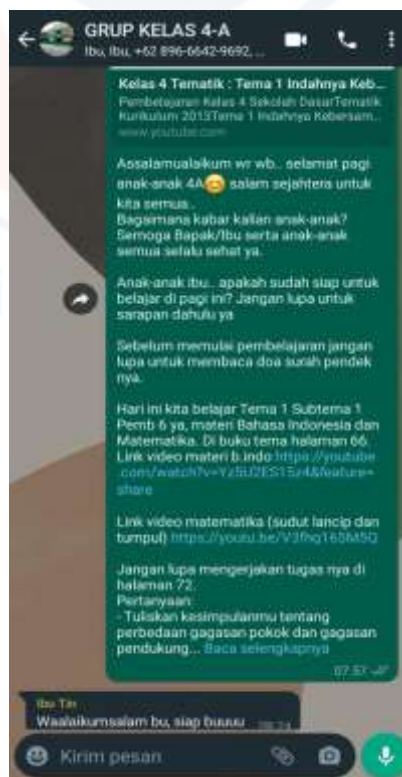 GRUP KELAS 4-A
Ibu, Ibu, +62 896-6642-9692, ...
Kelas 4 Tematik : Tema 1 Indahnya Keb...
Pembelajaran Kelas 4 Sekolah DasarTematik
Kurikulum 2013Tema 1 Indahnya Kebersam...
www.youtube.com
Assalamualaikum wr wb.. selamat pagi
anak-anak 4A😊 salam sejahtera untuk
kita semua..
Bagaimana kabar kalian anak-anak?
Semoga Bapak/Ibu serta anak-anak
semua selalu sehat ya.
Anak-anak ibu.. apakah sudah siap untuk
belajar di pagi ini? Jangan lupa untuk
sarapan dahulu ya
Sebelum memulai pembelajaran jangan
lupa untuk membaca doa surah pendek
nya.
Hari ini kita belajar Tema 1 Subtema 1
Pemb 6 ya, materi Bahasa Indonesia dan
Matematika. Di buku tema halaman 66.
Link video materi b.indo https://youtube
.com/watch?v=Yz5U2ES15z4&feature=
share
Link video matematika (sudut lancip dan
tumpul) https://youtu.be/V3fhq165M5Q
Jangan lupa mengerjakan tugas nya di
halaman 72.
Pertanyaan:
- Tuliskan kesimpulanmu tentang
perbedaan gagasan pokok dan gagasan
pendukung... Baca selengkapnya
07.57
Ibu Tin
Waalaikumsalam bu, siap buuuu
Kirim pesan